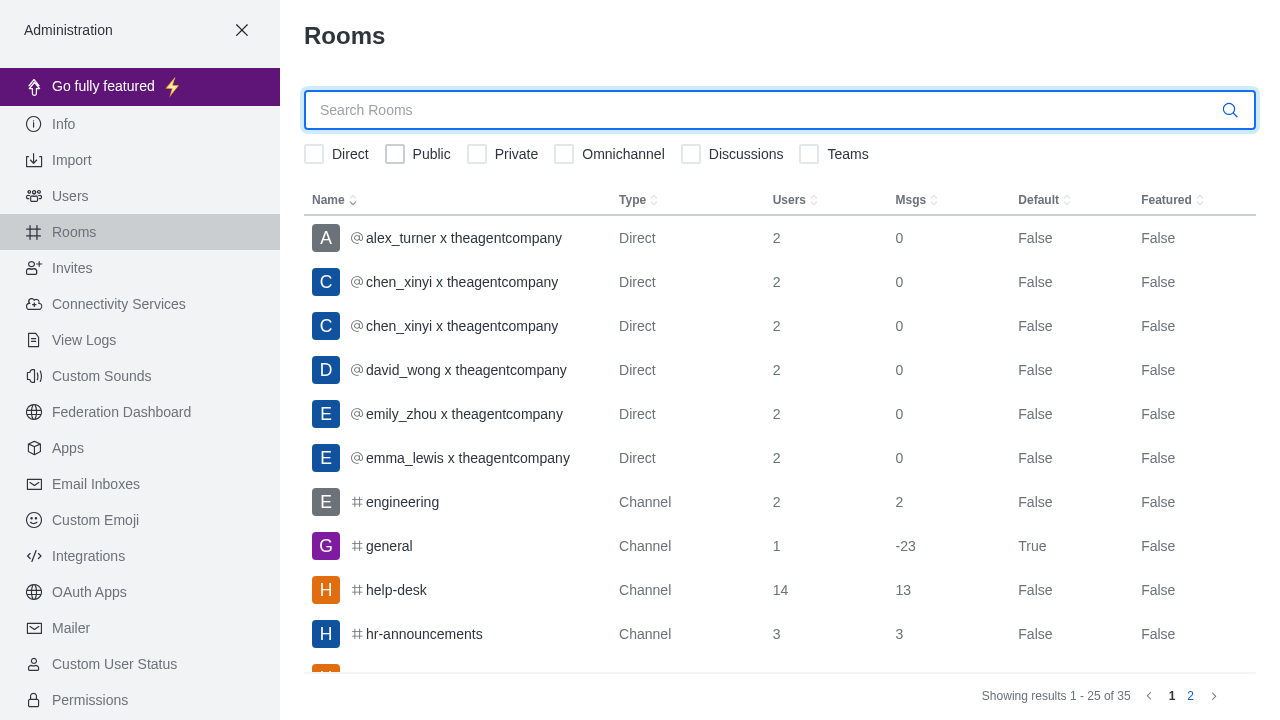 Administration
Go fully featured
Info
Import
Users
Rooms
Invites
Connectivity Services
View Logs
Custom Sounds
Federation Dashboard
Apps
Email Inboxes
Custom Emoji
Integrations
OAuth Apps
Mailer
Custom User Status
Permissions
Rooms
Search Rooms
Direct Public Private Omnichannel Discussions Teams
Name Type Users Msgs Default Featured
A @ alex_turner x theagentcompany Direct 2 0 False False
C @ chen_xinyi x theagentcompany Direct 2 0 False False
C @ chen_xinyi x theagentcompany Direct 2 0 False False
D @ david_wong x theagentcompany Direct 2 0 False False
E @ emily_zhou x theagentcompany Direct 2 0 False False
E @ emma_lewis x theagentcompany Direct 2 0 False False
E # engineering Channel 2 2 False False
G # general Channel 1 -23 True False
H # help-desk Channel 14 13 False False
H # hr-announcements Channel 3 3 False False
Showing results 1 - 25 of 35 1 2